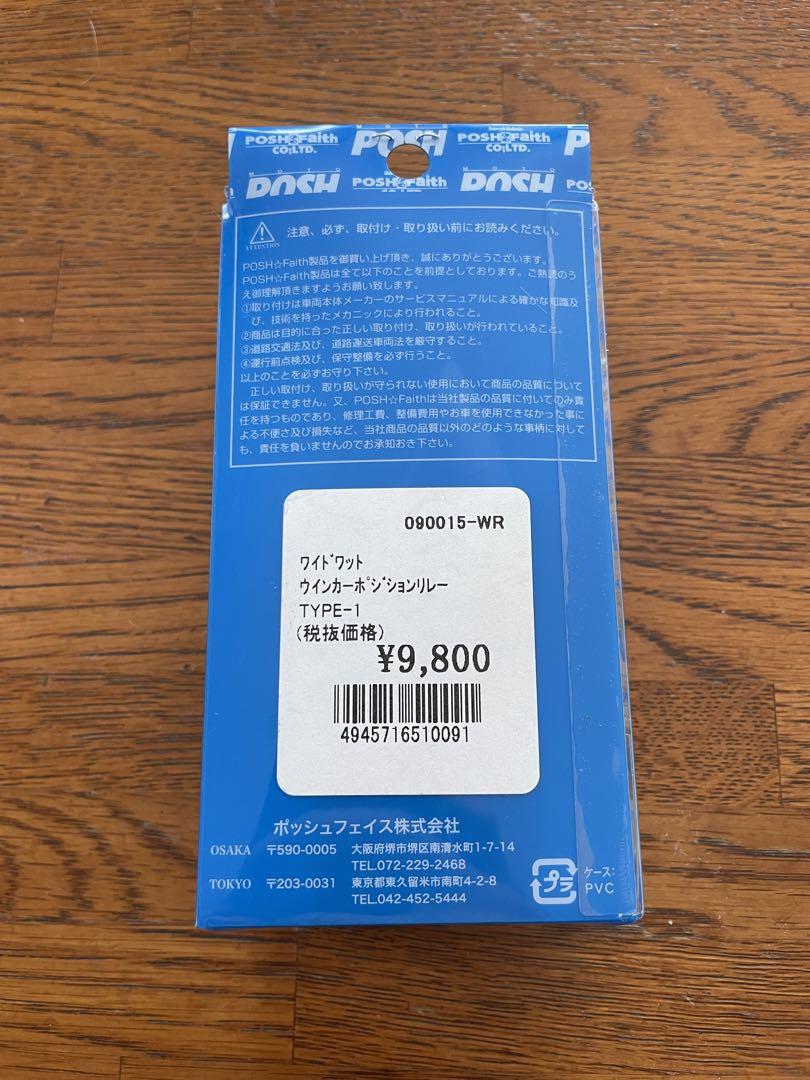 MOTO
POSH☆Faith
CO;LTD.
POSH
POSH☆Faith
CO;LTD.
P
MOTO
POSH
POSH☆Faith
CO;LTD.
MOTO
POSH
POS
ATTENTION
注意、必ず、取付け・取り扱い前にお読みください。
POSH☆Faith製品を御買い上げ頂き、誠にありがとうございます。
POSH☆Faith製品は全て以下のことを前提としております。ご熟読のう
え御理解頂きますようお願い致します。
①取り付けは車両本体メーカーのサービスマニュアルによる確かな知識及
び、技術を持ったメカニックにより行われること。
②商品は目的に合った正しい取り付け、取り扱いが行われていること。
③道路交通法及び、道路運送車両法を厳守すること。
④運行前点検及び、保守整備を必ず行うこと。
以上のことを必ずお守り下さい。
正しい取付け、取り扱いが守られない使用において商品の品質について
は保証できません。又、POSH☆Faithは当社製品の品質に付いてのみ責
任を持つものであり、修理工費、整備費用やお車を使用できなかった事に
よる不便さ及び損失など、当社商品の品質以外のどのような事柄に対して
も、責任を負いませんのでお承知おき下さい。
090015-WR
ワイドワット
ウインカーポジションリレー
TYPE-1
(税抜価格)
¥9,800
4945716510091
ポッシュフェイス株式会社
OSAKA 〒590-0005 大阪府堺市堺区南清水町1-7-14
TEL.072-229-2468
TOKYO 〒203-0031 東京都東久留米市南町4-2-8
TEL.042-452-5444
プラ
ケース:
PVC